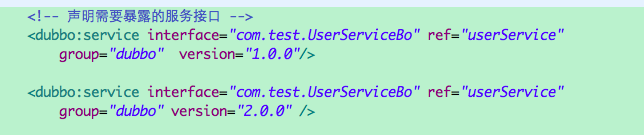 <!-- 声明需要暴露的服务接口 -->
<dubbo:service interface="com.test.UserServiceBo" ref="userService"
group="dubbo"  version="1.0.0"/>
<dubbo:service interface="com.test.UserServiceBo" ref="userService"
group="dubbo" version="2.0.0" />